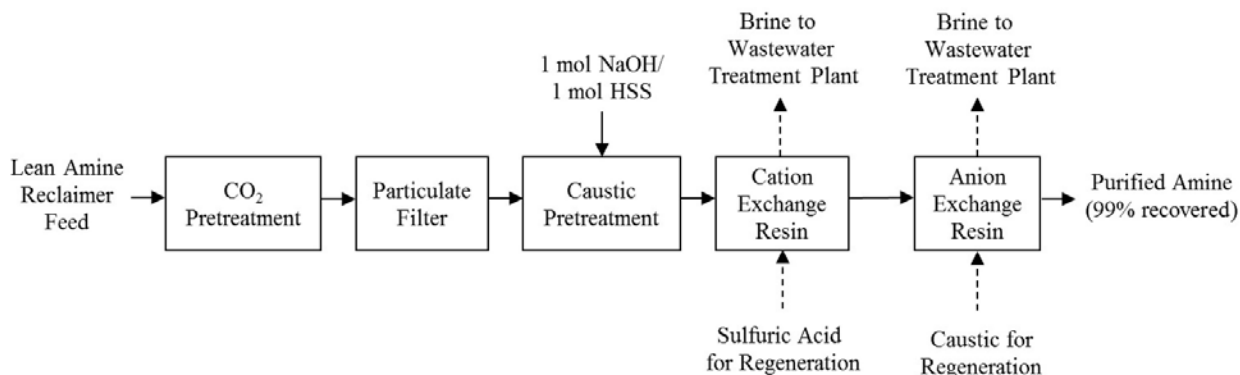 Brine to
Wastewater
Treatment Plant
Brine to
Wastewater
Treatment Plant
1 mol NaOH/
1 mol HSS
Lean Amine
Reclaimer
Feed
CO₂
Pretreatment
Particulate
Filter
Caustic
Pretreatment
Cation
Exchange
Resin
Anion
Exchange
Resin
Purified Amine
(99% recovered)
Sulfuric Acid
for Regeneration
Caustic for
Regeneration